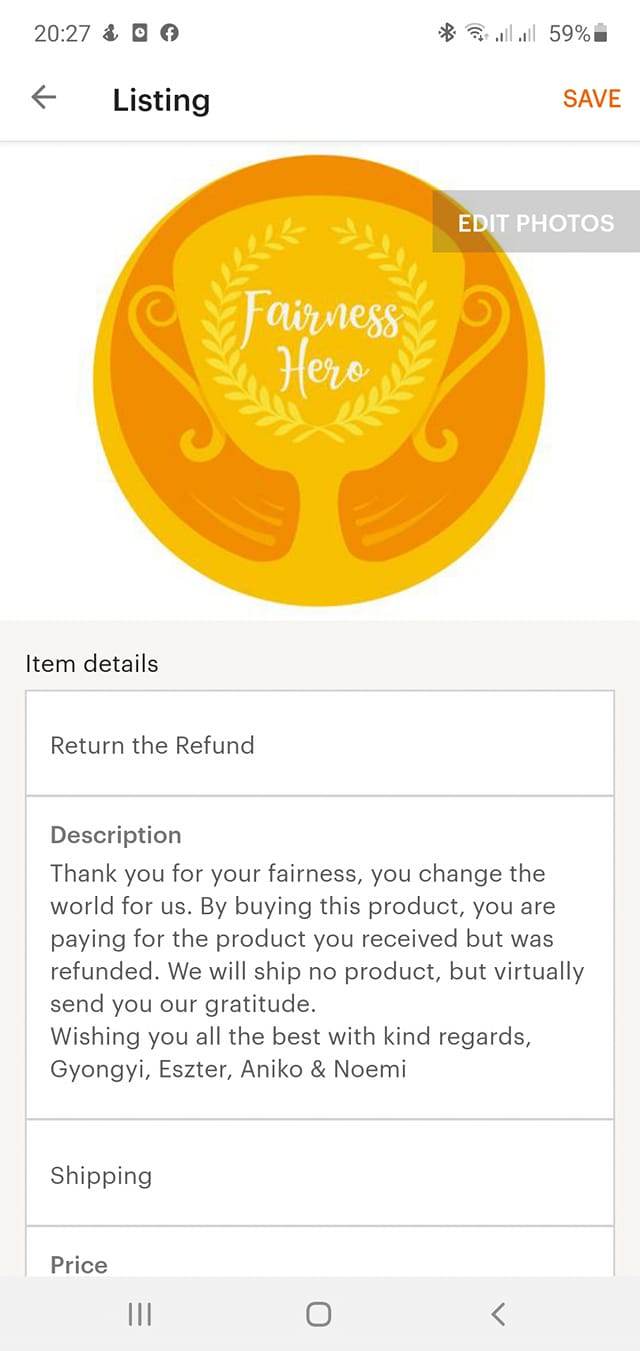 20:27
59%
Listing
SAVE
EDIT PHOTOS
Fairness
Hero
Item details
Return the Refund
Description
Thank you for your fairness, you change the
world for us. By buying this product, you are
paying for the product you received but was
refunded. We will ship no product, but virtually
send you our gratitude.
Wishing you all the best with kind regards,
Gyongyi, Eszter, Aniko & Noemi
Shipping
Price